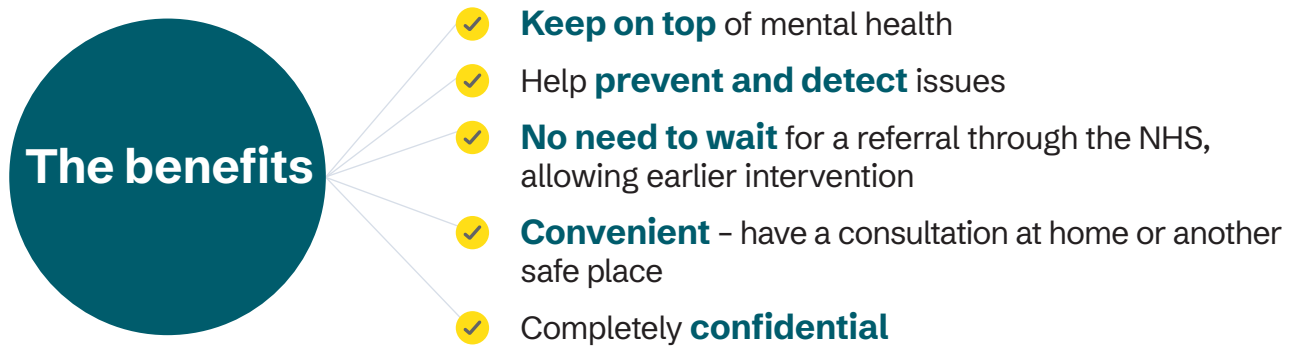 The benefits
Keep on top of mental health
Help prevent and detect issues
No need to wait for a referral through the NHS,
allowing earlier intervention
Convenient – have a consultation at home or another
safe place
Completely confidential